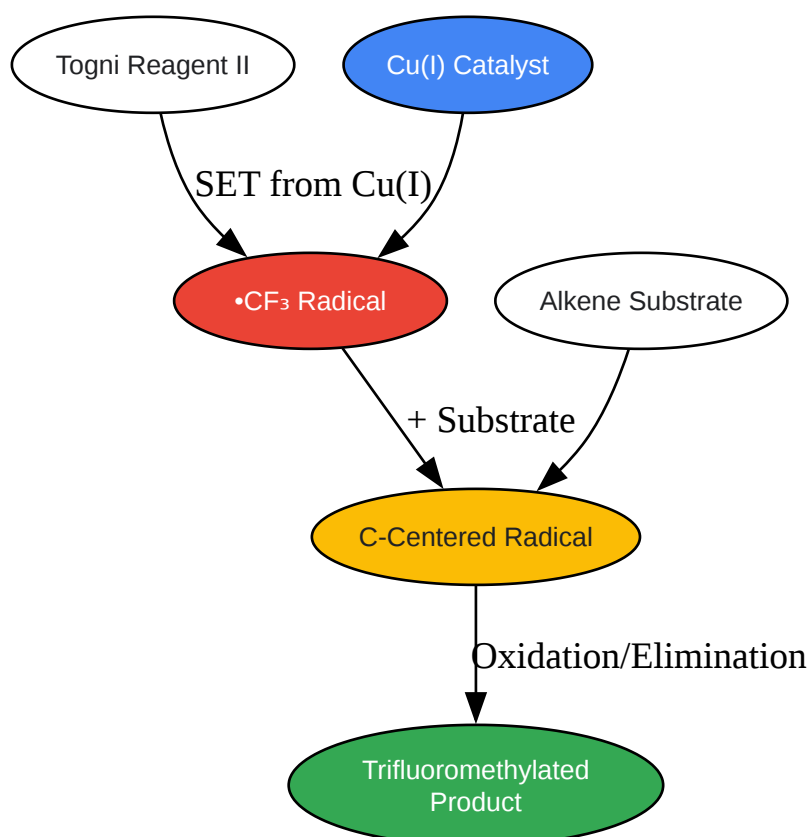 Togni Reagent II
Cu(I) Catalyst
SET from Cu(I)
•CF₃ Radical
Alkene Substrate
+ Substrate
C-Centered Radical
Oxidation/Elimination
Trifluoromethylated
Product